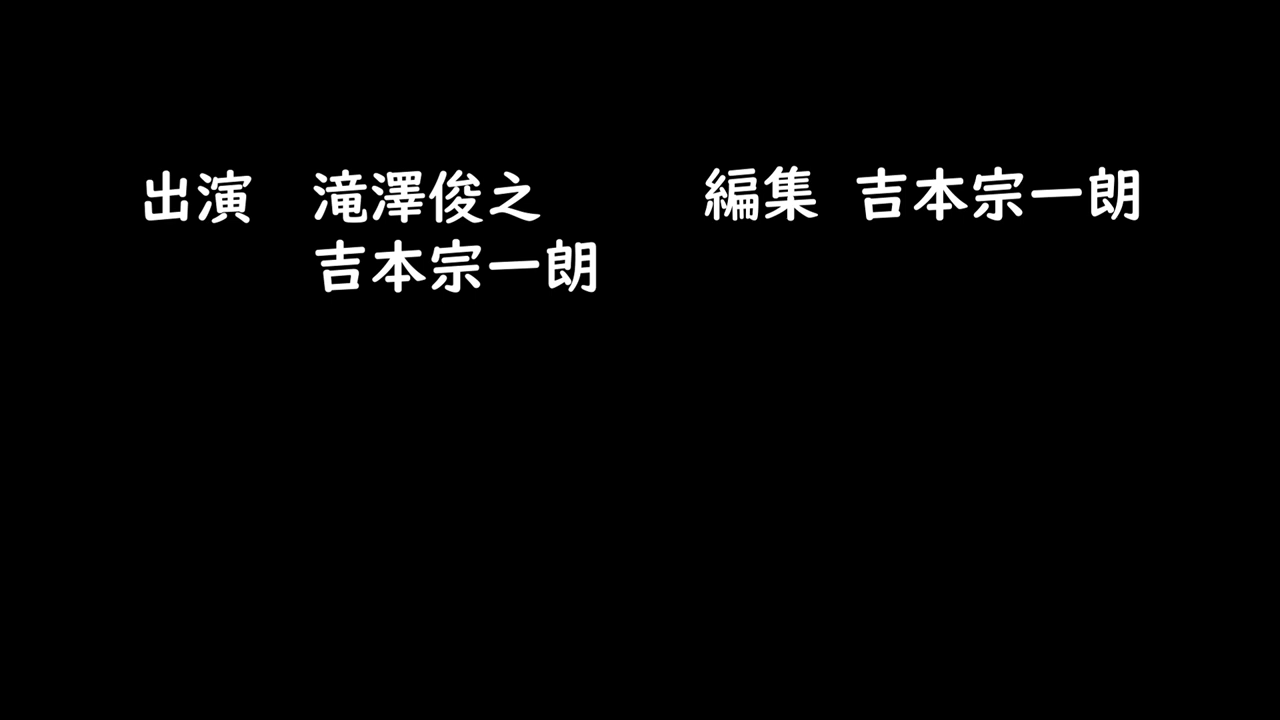 出演　滝澤俊之
吉本宗一朗
編集 吉本宗一朗